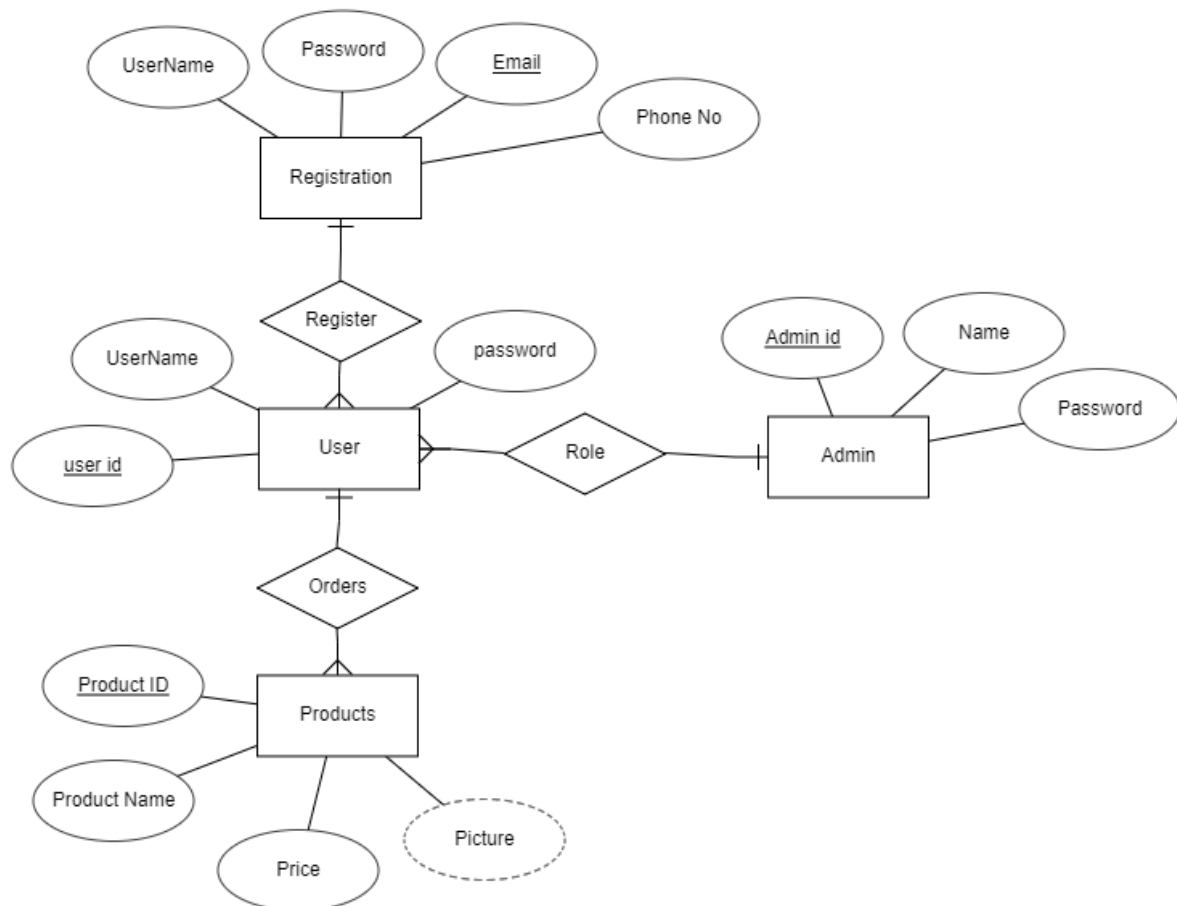 Password
UserName
Email
Phone No
Registration
Register
UserName
password
Admin id
Name
Password
User
Role
Admin
user id
Orders
Product ID
Products
Product Name
Picture
Price